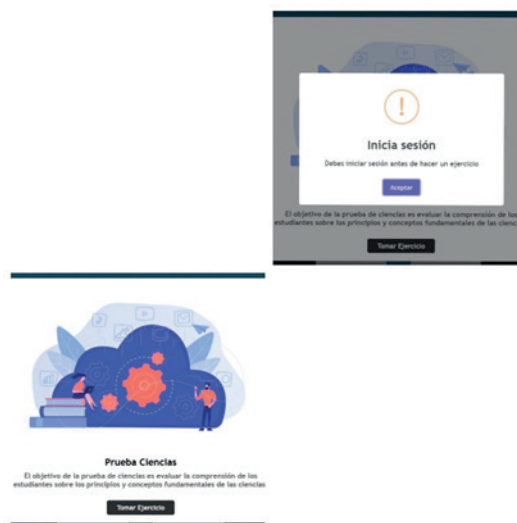 Inicia sesión
Debes iniciar sesión antes de hacer un ejercicio
Aceptar
El objetivo de la prueba de ciencias es evaluar la comprensión de los
estudiantes sobre los principios y conceptos fundamentales de las cienc
Tomar Ejercicio
Prueba Ciencias
El objetivo de la prueba de ciencias es evaluar la comprensión de los
estudiantes sobre los principios y conceptos fundamentales de las ciencias
Tomar Ejercicio